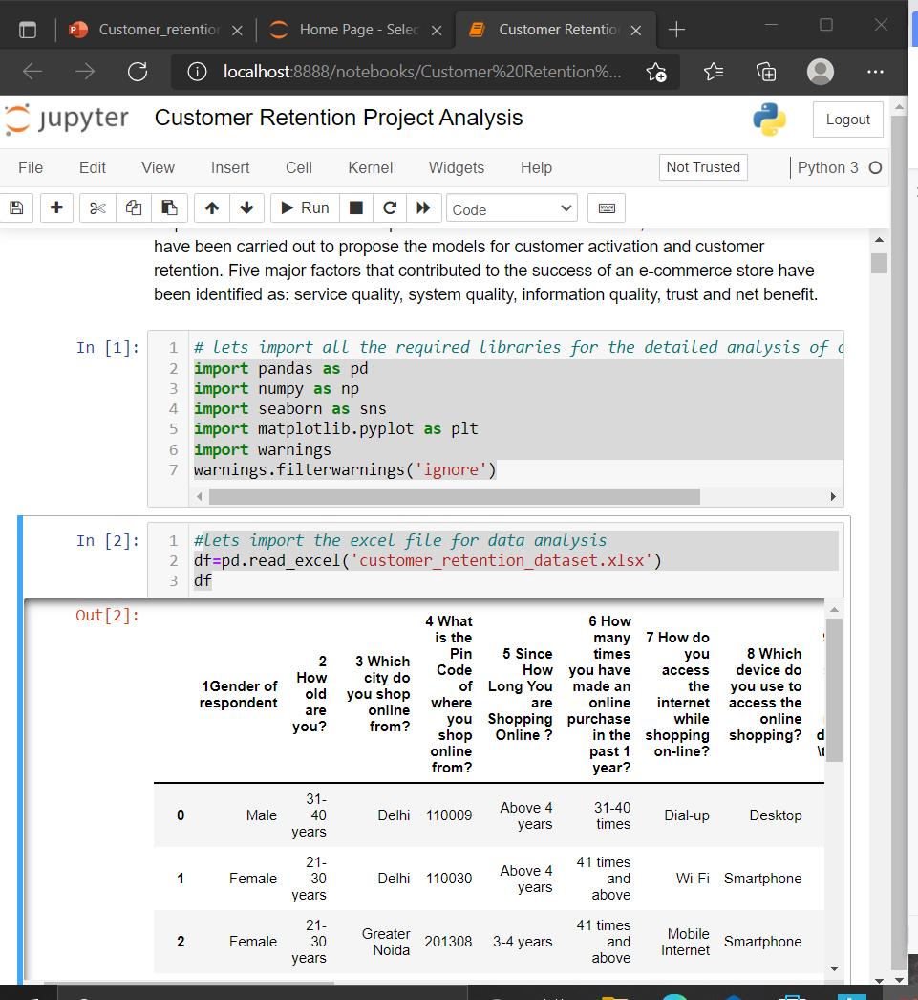 Customer_retention
Home Page - Selec
Customer Retentio
localhost:8888/notebooks/Customer%20Retention%...
jupyter Customer Retention Project Analysis
Logout
File Edit View Insert Cell Kernel Widgets Help
Not Trusted
Python 3
Run
Code
have been carried out to propose the models for customer activation and customer
retention. Five major factors that contributed to the success of an e-commerce store have
been identified as: service quality, system quality, information quality, trust and net benefit.
In [1]:
1 # lets import all the required libraries for the detailed analysis of
2 import pandas as pd
3 import numpy as np
4 import seaborn as sns
5 import matplotlib.pyplot as plt
6 import warnings
7 warnings.filterwarnings('ignore')
In [2]:
1 #lets import the excel file for data analysis
2 df=pd.read_excel('customer_retention_dataset.xlsx')
3 df
Out[2]:
1Gender of
respondent
2
How
old
are
you?
3 Which
city do
you shop
online
from?
4 What
is the
Pin
Code
of
where
you
shop
online
from?
5 Since
How
Long You
are
Shopping
Online ?
6 How
many
times
you have
made an
online
purchase
in the
past 1
year?
7 How do
you
access
the
internet
while
shopping
on-line?
8 Which
device do
you use to
access the
online
shopping?
0
Male
31-
40
years
Delhi
110009
Above 4
years
31-40
times
Dial-up
Desktop
1
Female
21-
30
years
Delhi
110030
Above 4
years
41 times
and
above
Wi-Fi
Smartphone
2
Female
21-
30
years
Greater
Noida
201308
3-4 years
41 times
and
above
Mobile
Internet
Smartphone